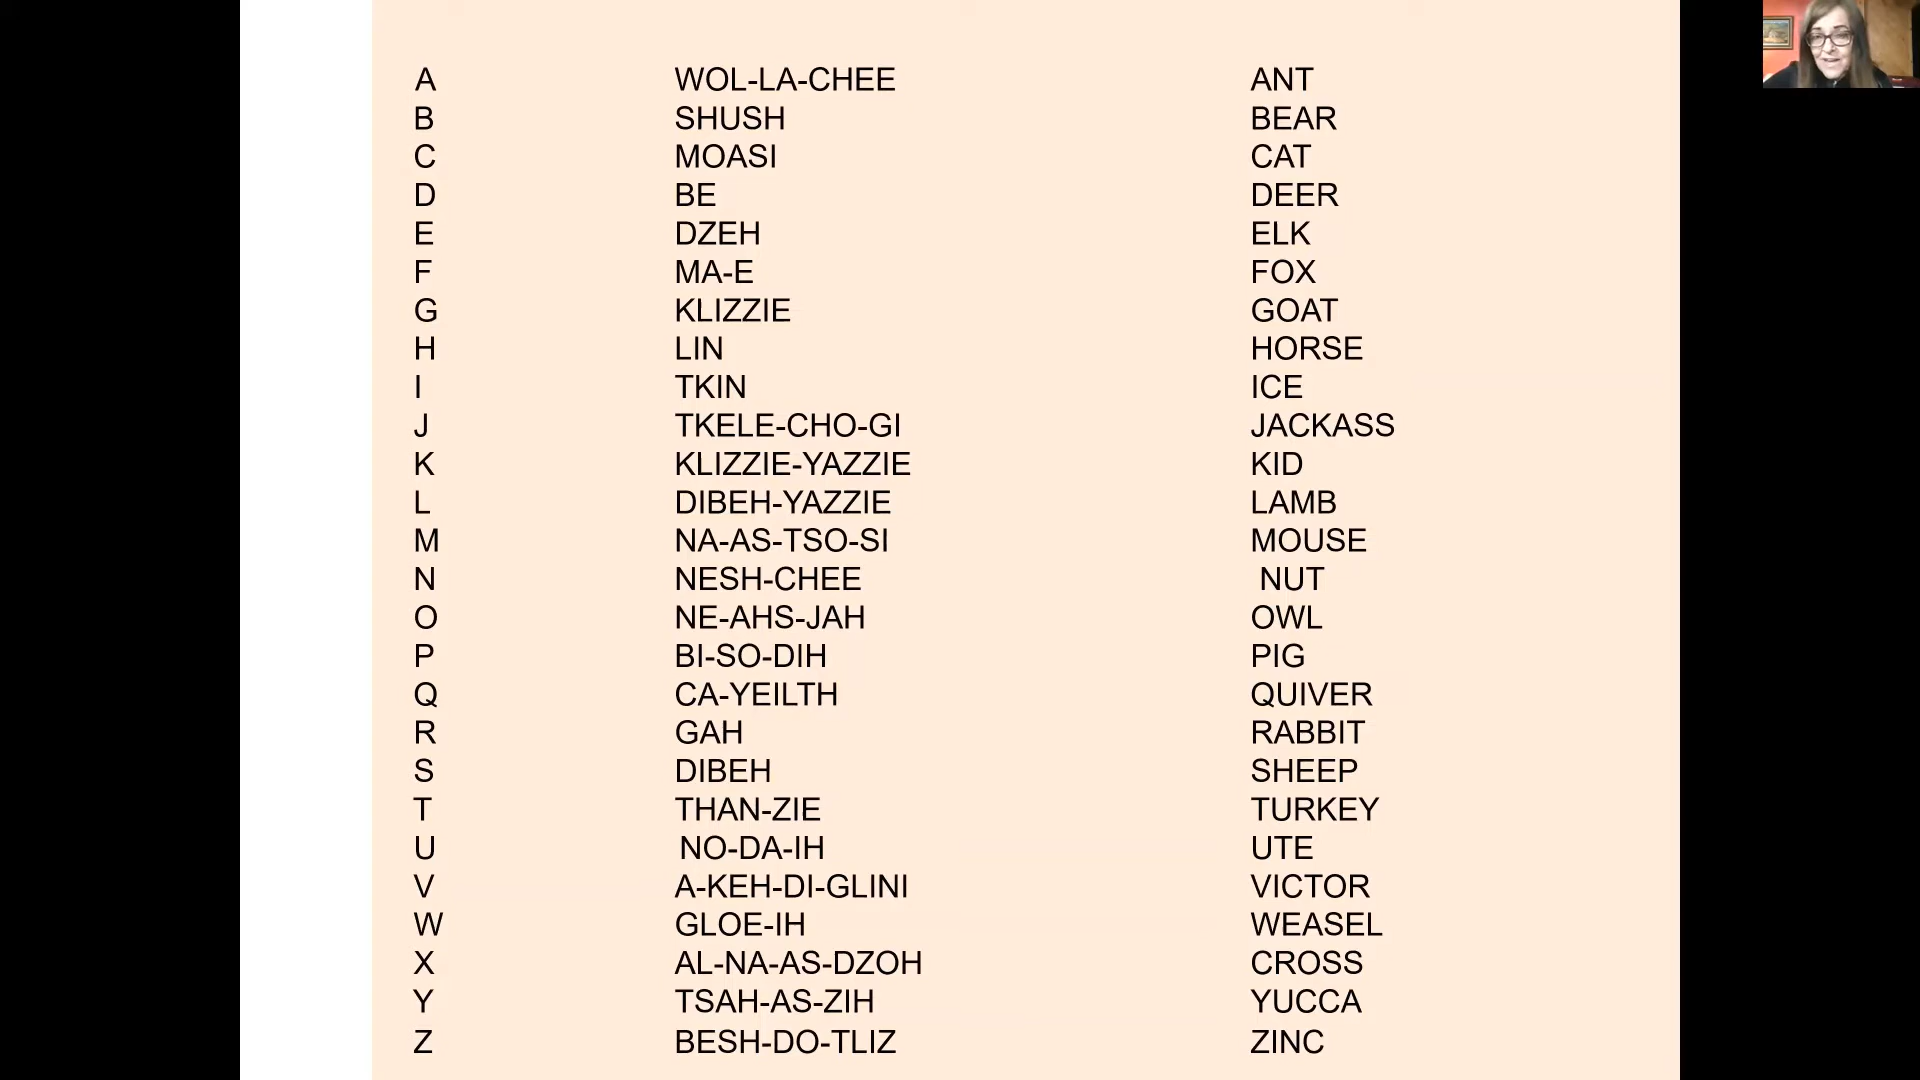 A WOL-LA-CHEE ANT
B SHUSH BEAR
C MOASI CAT
D BE DEER
E DZEH ELK
F MA-E FOX
G KLIZZIE GOAT
H LIN HORSE
I TKIN ICE
J TKELE-CHO-GI JACKASS
K KLIZZIE-YAZZIE KID
L DIBEH-YAZZIE LAMB
M NA-AS-TSO-SI MOUSE
N NESH-CHEE NUT
O NE-AHS-JAH OWL
P BI-SO-DIH PIG
Q CA-YEILTH QUIVER
R GAH RABBIT
S DIBEH SHEEP
T THAN-ZIE TURKEY
U NO-DA-IH UTE
V A-KEH-DI-GLINI VICTOR
W GLOE-IH WEASEL
X AL-NA-AS-DZOH CROSS
Y TSAH-AS-ZIH YUCCA
Z BESH-DO-TLIZ ZINC